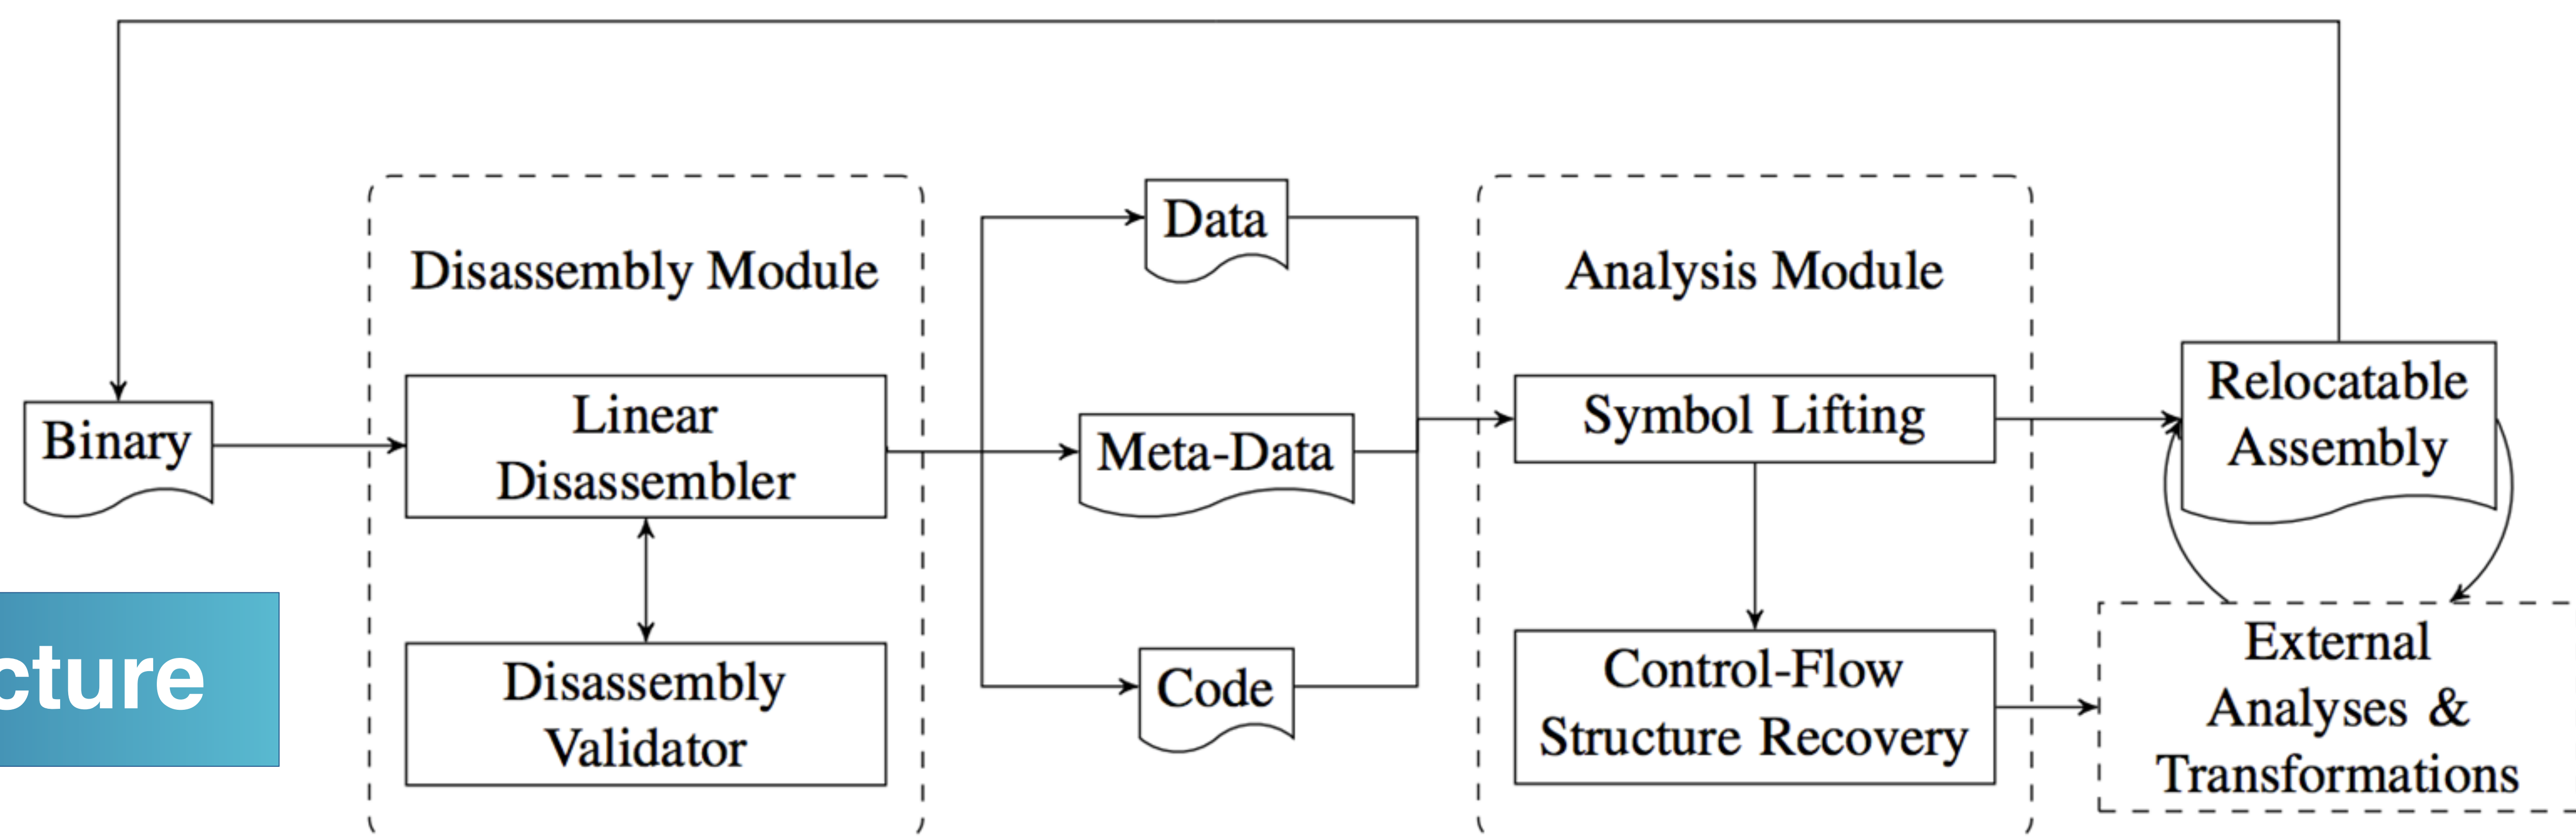 Binary
Disassembly Module
Linear
Disassembler
Disassembly
Validator
Data
Meta-Data
Code
Analysis Module
Symbol Lifting
Control-Flow
Structure Recovery
Relocatable
Assembly
External
Analyses &
Transformations
cture